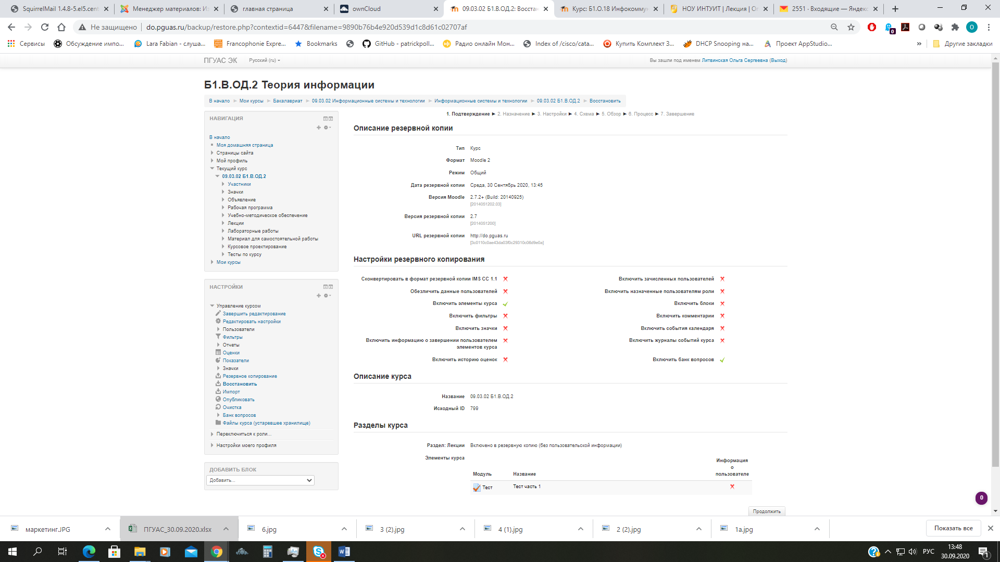 SquirrelMail 1.4.8-5.el5.cent
Менеджер материалов: Из
главная страница
ownCloud
09.03.02 Б1.В.ОД.2: Восстан
Курс: Б1.О.18 Инфокоммун
НОУ ИНТУИТ | Лекция | Оп
2551 · Входящие — Яндекс
Не защищено
do.pguas.ru/backup/restore.php?contextid=6447&filename=9890b76b4e920d539d1c8d61c02707af
0
О
Сервисы
Обсуждение импо...
Lara Fabian - слуша...
Francophonie Expre...
Bookmarks
GitHub - patrickpoll...
Радио онлайн Мон...
Index of /cisco/cata...
Купить Комплект 3...
DHCP Snooping на...
Проект AppStudio...
»
Другие закладки
ПГУАС ЭК
Русский (ru)
Вы зашли под именем Литвинская Ольга Сергеевна (Выход)
Б1.В.ОД.2 Теория информации
В начало ► Мои курсы ► Бакалавриат ► 09.03.02 Информационные системы и технологии ► Информационные системы и технологии ► 09.03.02 Б1.В.ОД.2 ► Восстановить
1. Подтверждение ► 2. Назначение ► 3. Настройки ► 4. Схема ► 5. Обзор ► 6. Процесс ► 7. Завершение
НАВИГАЦИЯ
В начало
Моя домашняя страница
Страницы сайта
Мой профиль
Текущий курс
09.03.02 Б1.В.ОД.2
Участники
Значки
Объявление
Рабочая программа
Учебно-методическое обеспечение
Лекции
Лабораторные работы
Материал для самостоятельной работы
Курсовое проектирование
Тесты по курсу
Мои курсы
НАСТРОЙКИ
Управление курсом
Завершить редактирование
Редактировать настройки
Пользователи
Фильтры
Отчеты
Оценки
Показатели
Значки
Резервное копирование
Восстановить
Импорт
Опубликовать
Очистка
Банк вопросов
Файлы курса (устаревшее хранилище)
Переключиться к роли...
Настройки моего профиля
ДОБАВИТЬ БЛОК
Добавить...
Описание резервной копии
Тип Курс
Формат Moodle 2
Режим Общий
Дата резервной копии Среда, 30 Сентябрь 2020, 13:45
Версия Moodle 2.7.2+ (Build: 20140925)
[2014051202.03]
Версия резервной копии 2.7
[2014051200]
URL резервной копии http://do.pguas.ru
[3c0110c0ae43da03f0c29310c06d9e0a]
Настройки резервного копирования
Сконвертировать в формат резервной копии IMS CC 1.1
Включить зачисленных пользователей
Обезличить данные пользователей
Включить назначенные пользователям роли
Включить элементы курса
Включить блоки
Включить фильтры
Включить комментарии
Включить значки
Включить события календаря
Включить информацию о завершении пользователем
элементов курса
Включить журналы событий курса
Включить историю оценок
Включить банк вопросов
Описание курса
Название 09.03.02 Б1.В.ОД.2
Исходный ID 799
Разделы курса
Раздел: Лекции Включено в резервную копию (без пользовательской информации)
Элементы курса
Информация
о
пользователе
Модуль Название
Тест Тест часть 1
0
Продолжить
маркетинг.JPG
ПГУАС_30.09.2020.xlsx
6.jpg
3 (2).jpg
4 (1).jpg
2 (2).jpg
1a.jpg
Показать все
РУС
13:48
30.09.2020
1